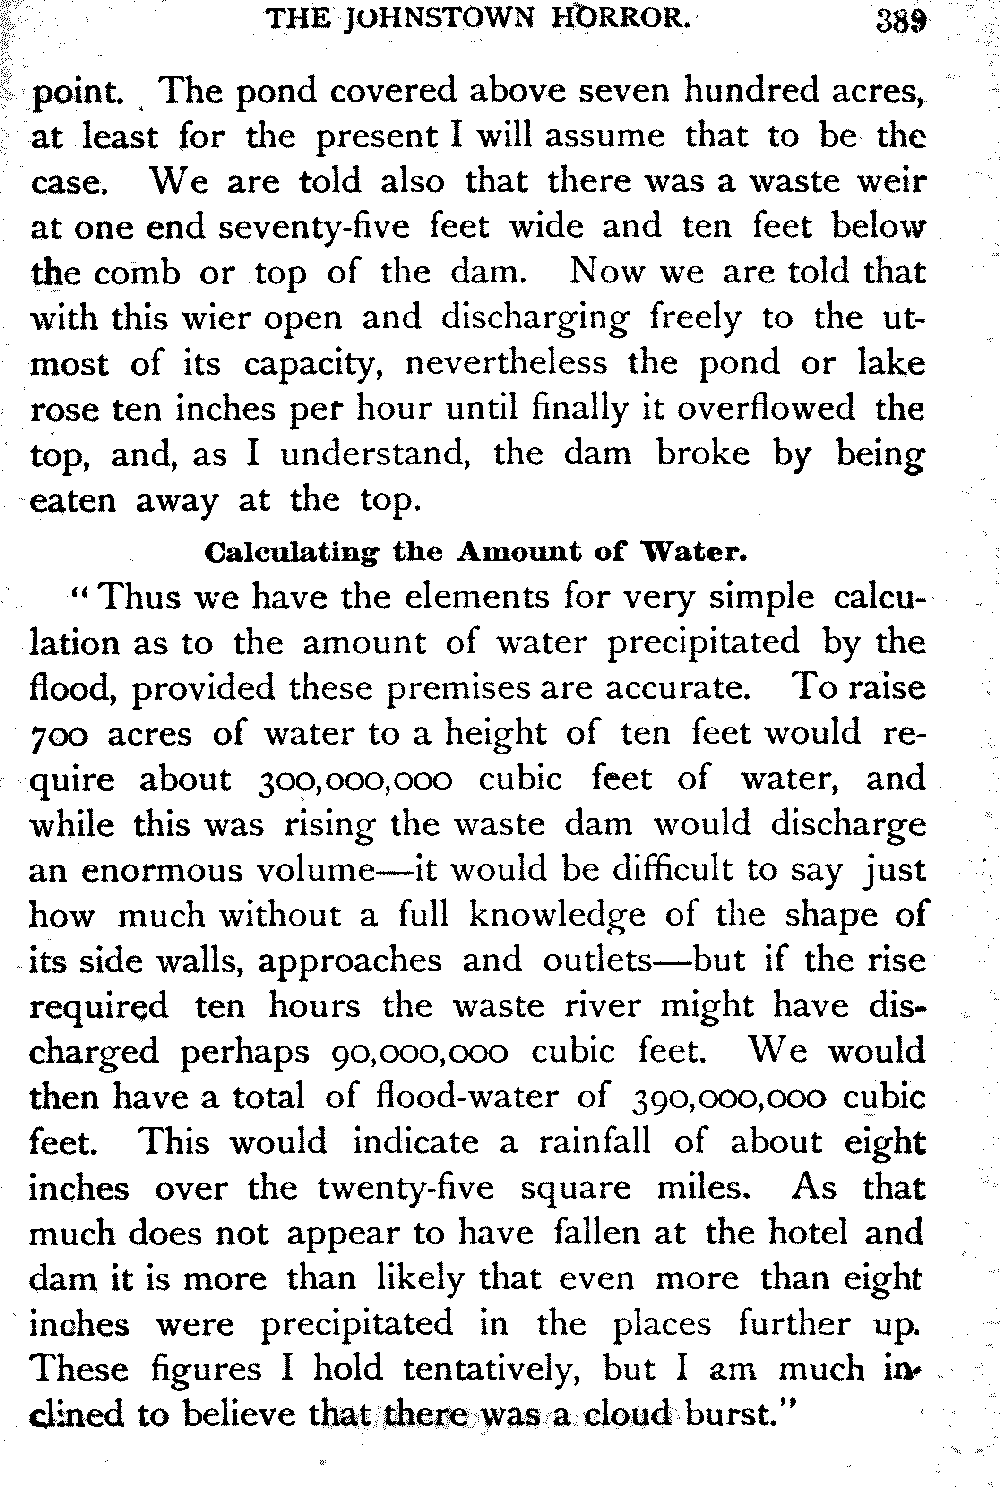 THE JOHNSTOWN HORROR. 389
point. The pond covered above seven hundred acres,
at least for the present I will assume that to be the
case. We are told also that there was a waste weir
at one end seventy-five feet wide and ten feet below
the comb or top of the dam. Now we are told that
with this wier open and discharging freely to the ut-
most of its capacity, nevertheless the pond or lake
rose ten inches per hour until finally it overflowed the
top, and, as I understand, the dam broke by being
eaten away at the top.
Calculating the Amount of Water.
“Thus we have the elements for very simple calcu-
lation as to the amount of water precipitated by the
flood, provided these premises are accurate. To raise
700 acres of water to a height of ten feet would re-
quire about 300,000,000 cubic feet of water, and
while this was rising the waste dam would discharge
an enormous volume—it would be difficult to say just
how much without a full knowledge of the shape of
its side walls, approaches and outlets—but if the rise
required ten hours the waste river might have dis-
charged perhaps 90,000,000 cubic feet. We would
then have a total of flood-water of 390,000,000 cubic
feet. This would indicate a rainfall of about eight
inches over the twenty-five square miles. As that
much does not appear to have fallen at the hotel and
dam it is more than likely that even more than eight
inches were precipitated in the places further up.
These figures I hold tentatively, but I am much in-
clined to believe that there was a cloud burst.”